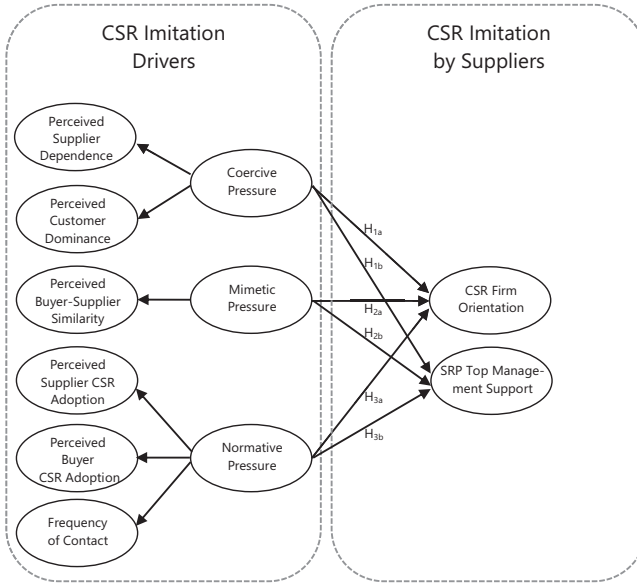 CSR Imitation
Drivers
CSR Imitation
by Suppliers
Perceived
Supplier
Dependence
Coercive
Pressure
Perceived
Customer
Dominance
H1a
H1b
Perceived
Buyer-Supplier
Similarity
Mimetic
Pressure
H2a
H2b
CSR Firm
Orientation
SRP Top Manage-
ment Support
Perceived
Supplier CSR
Adoption
H3a
H3b
Perceived
Buyer
CSR Adoption
Normative
Pressure
Frequency
of Contact